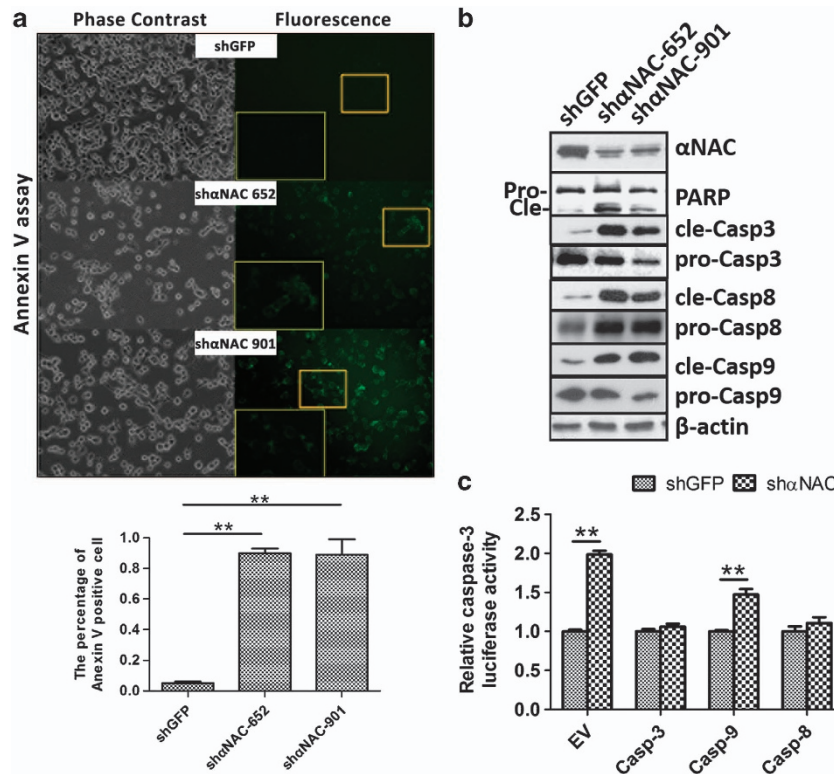 a
Phase Contrast Fluorescence
shGFP
shαNAC 652
shαNAC 901
Annexin V assay
The percentage of
Anexin V positive cell
1.0
0.8
0.6
0.4
0.2
0.0
**
**
shGFP
shαNAC-652
shαNAC-901
b
shGFP
shαNAC-652
shαNAC-901
αNAC
Pro-
Cle-
PARP
cle-Casp3
pro-Casp3
cle-Casp8
pro-Casp8
cle-Casp9
pro-Casp9
β-actin
c
shGFP shαNAC
Relative caspase-3
luciferase activity
2.5
2.0
1.5
1.0
0.5
0.0
**
**
EV
Casp-3
Casp-9
Casp-8